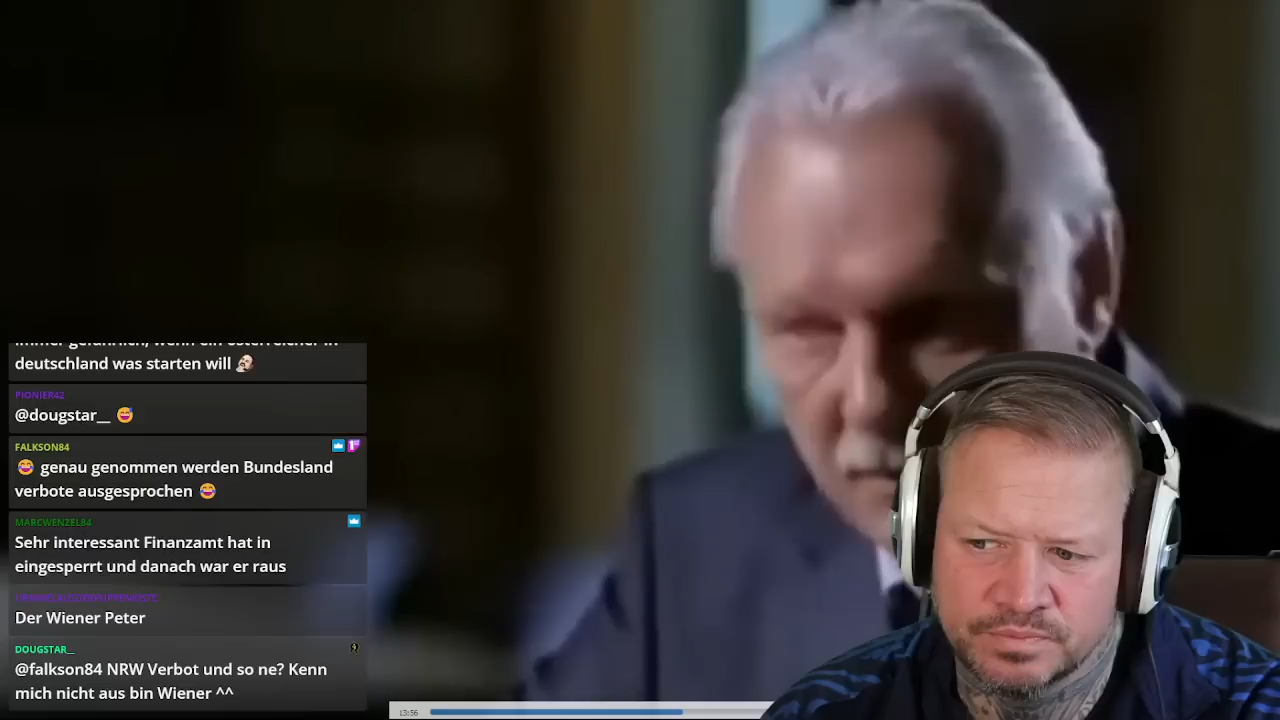 deutschland was starten will
PIONIER42
@dougstar__ 😅
FALKSON84
😂 genau genommen werden Bundesland
verbote ausgesprochen 😂
MARCWENZEL84
Sehr interessant Finanzamt hat in
eingesperrt und danach war er raus
Der Wiener Peter
DOUGSTAR__
@falkson84 NRW Verbot und so ne? Kenn
mich nicht aus bin Wiener ^^
13:56